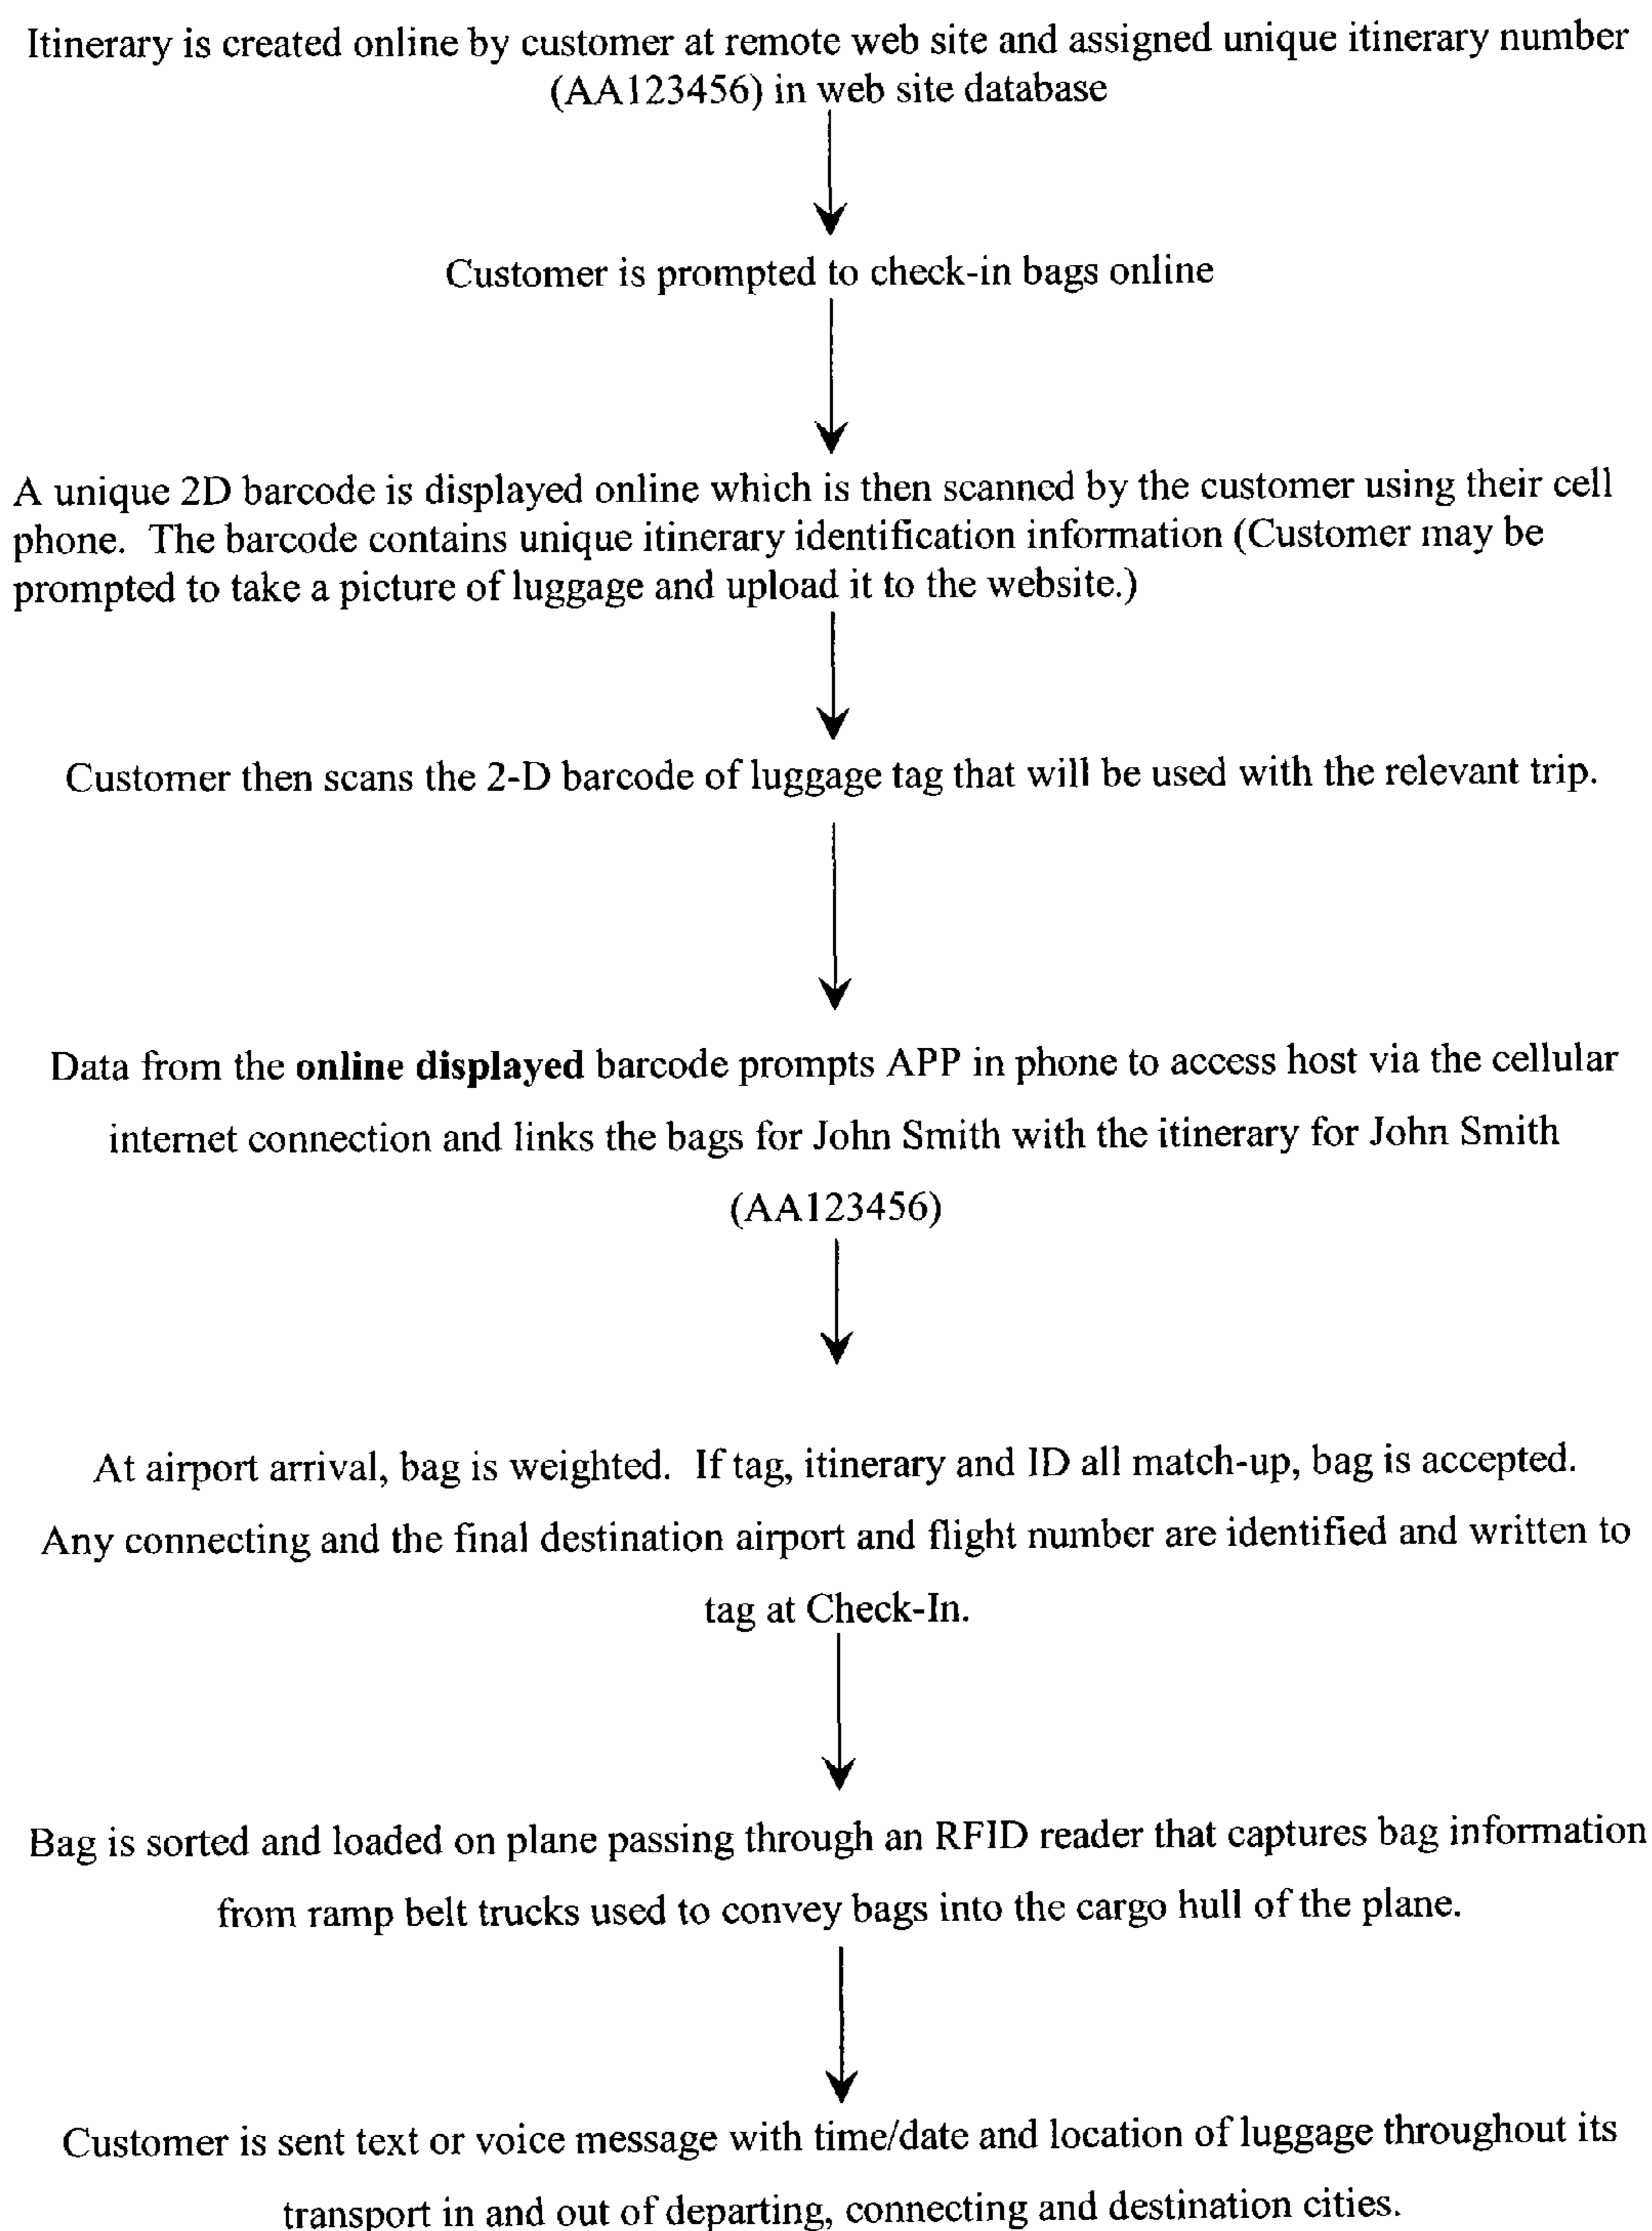 Itinerary is created online by customer at remote web site and assigned unique itinerary number
(AA123456) in web site database
Customer is prompted to check-in bags online
A unique 2D barcode is displayed online which is then scanned by the customer using their cell
phone.  The barcode contains unique itinerary identification information (Customer may be
prompted to take a picture of luggage and upload it to the website.)
Customer then scans the 2-D barcode of luggage tag that will be used with the relevant trip.
Data from the online displayed barcode prompts APP in phone to access host via the cellular
internet connection and links the bags for John Smith with the itinerary for John Smith
(AA123456)
At airport arrival, bag is weighted.  If tag, itinerary and ID all match-up, bag is accepted.
Any connecting and the final destination airport and flight number are identified and written to
tag at Check-In.
Bag is sorted and loaded on plane passing through an RFID reader that captures bag information
from ramp belt trucks used to convey bags into the cargo hull of the plane.
Customer is sent text or voice message with time/date and location of luggage throughout its
transport in and out of departing, connecting and destination cities.